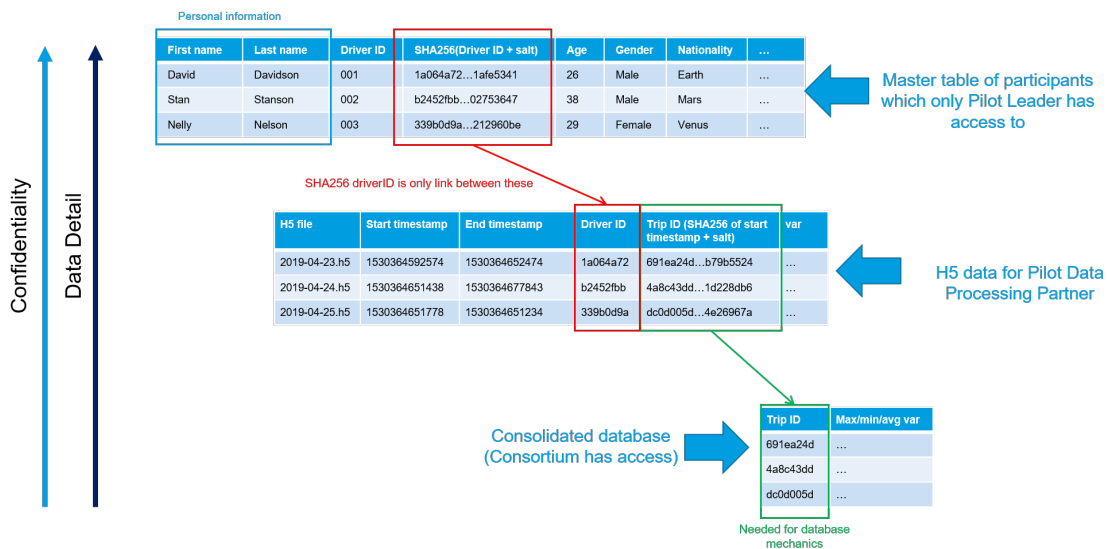 Personal information
First name Last name Driver ID SHA256(Driver ID + salt) Age Gender Nationality …
David Davidson 001 1a064a72…1afe5341 26 Male Earth …
Stan Stanson 002 b2452fbb…02753647 38 Male Mars …
Nelly Nelson 003 339b0d9a…212960be 29 Female Venus …
Master table of participants
which only Pilot Leader has
access to
Confidentiality
Data Detail
SHA256 driverID is only link between these
H5 file Start timestamp End timestamp Driver ID Trip ID (SHA256 of start var
timestamp + salt)
2019-04-23.h5 1530364592574 1530364652474 1a064a72 691ea24d…b79b5524 …
2019-04-24.h5 1530364651438 1530364677843 b2452fbb 4a8c43dd…1d228db6 …
2019-04-25.h5 1530364651778 1530364651234 339b0d9a dc0d005d…4e26967a …
H5 data for Pilot Data
Processing Partner
Consolidated database
(Consortium has access)
Trip ID Max/min/avg var
691ea24d …
4a8c43dd …
dc0d005d …
Needed for database
mechanics